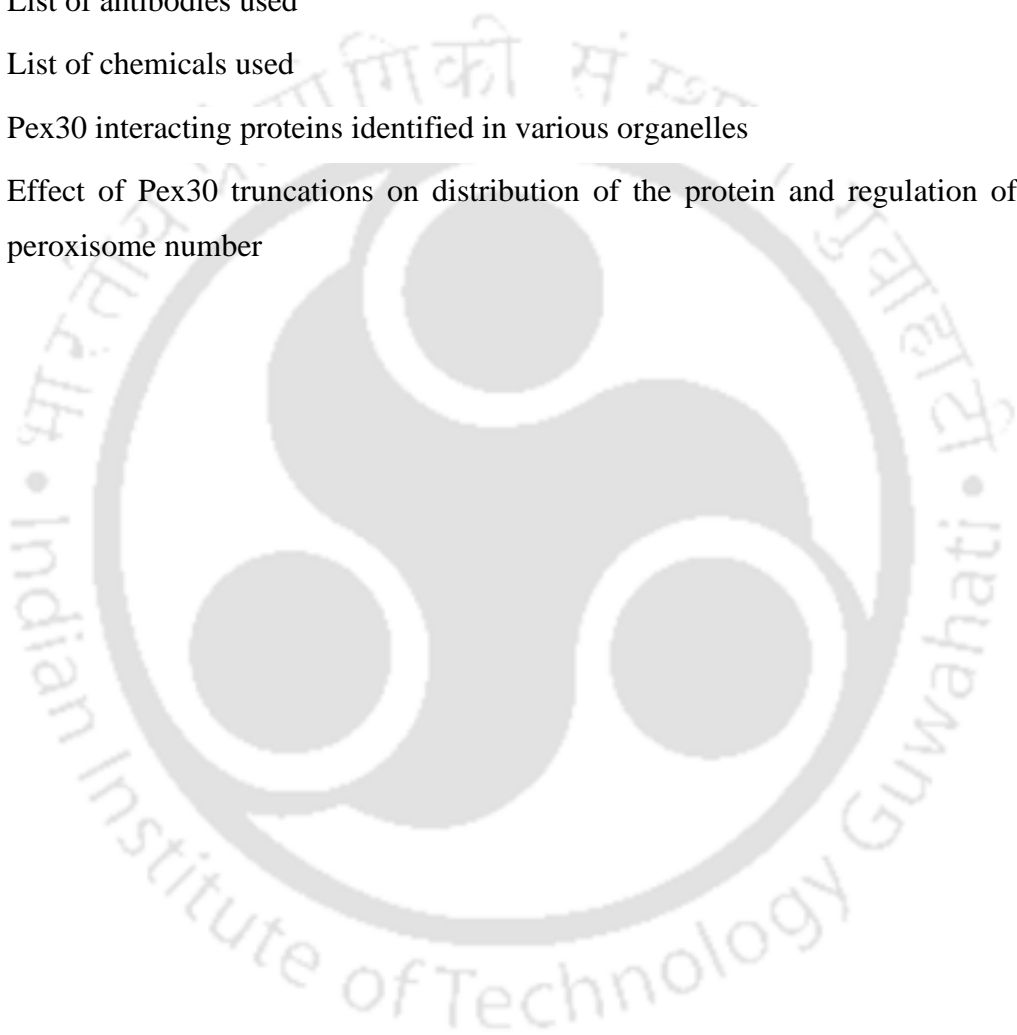 List of antibodies used
List of chemicals used
Pex30 interacting proteins identified in various organelles
Effect of Pex30 truncations on distribution of the protein and regulation of
peroxisome number
Indian Institute of Technology Guwahati